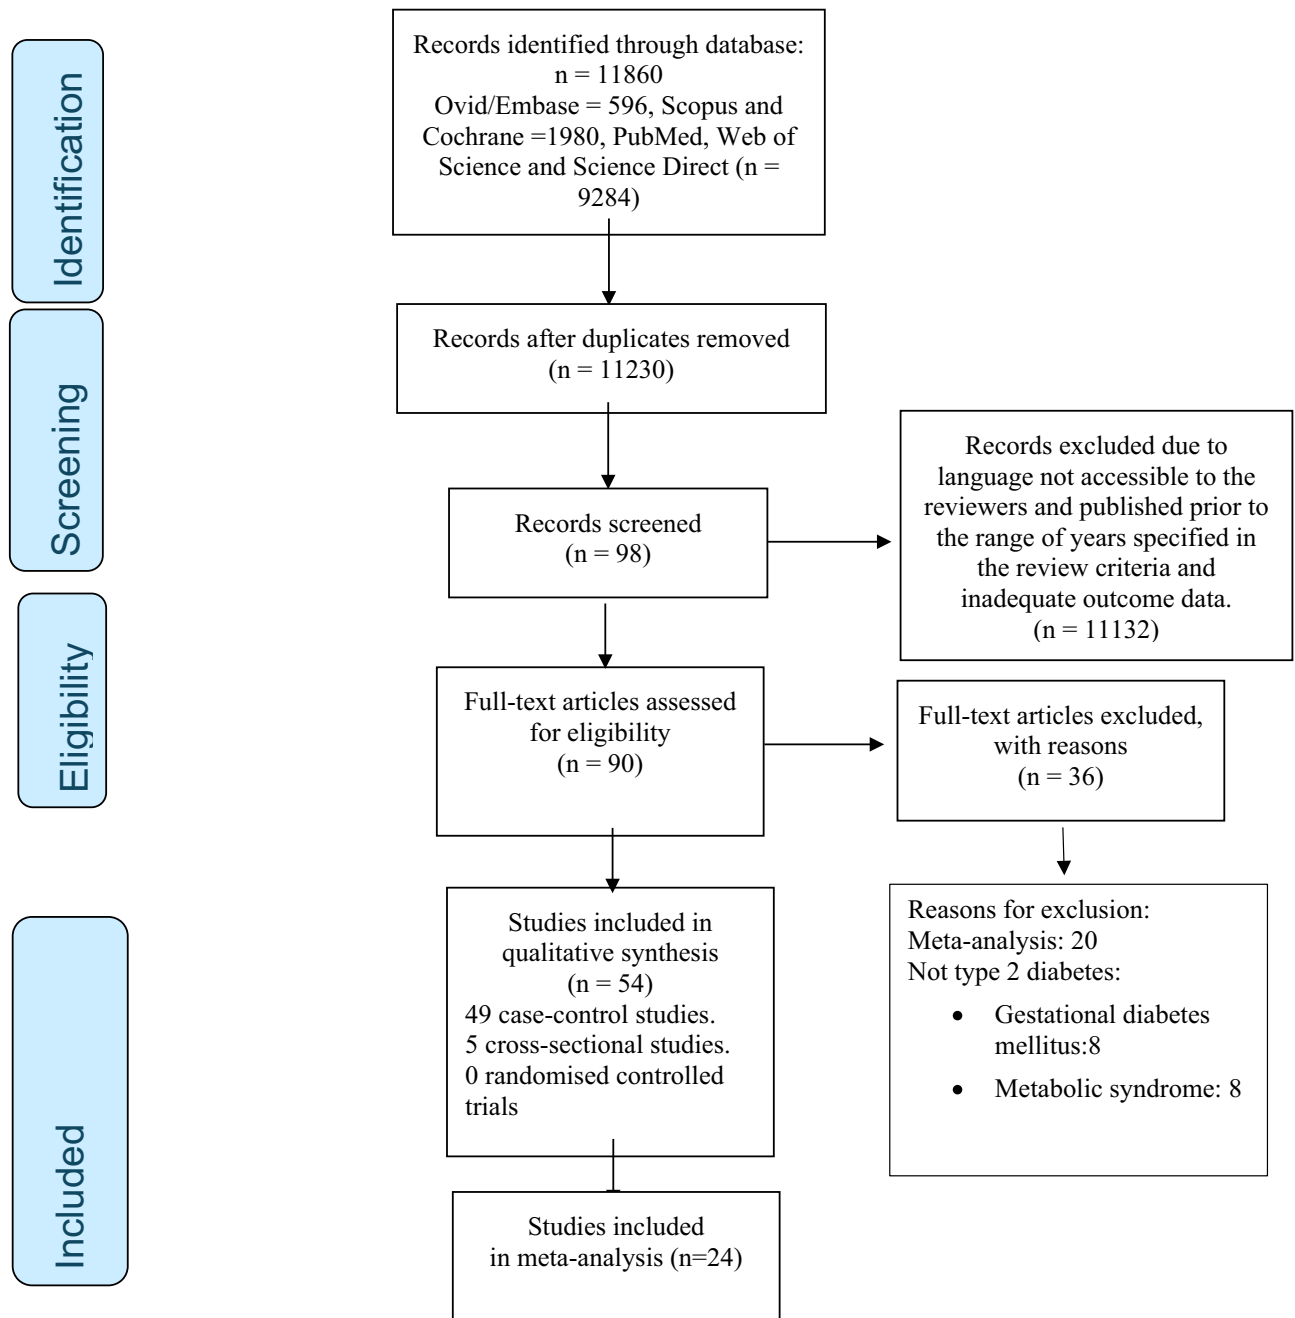 Identification
Records identified through database:
n = 11860
Ovid/Embase = 596, Scopus and
Cochrane =1980, PubMed, Web of
Science and Science Direct (n =
9284)
Screening
Records after duplicates removed
(n = 11230)
Records screened
(n = 98)
Records excluded due to
language not accessible to the
reviewers and published prior to
the range of years specified in
the review criteria and
inadequate outcome data.
(n = 11132)
Eligibility
Full-text articles assessed
for eligibility
(n = 90)
Full-text articles excluded,
with reasons
(n = 36)
Reasons for exclusion:
Meta-analysis: 20
Not type 2 diabetes:
• Gestational diabetes
mellitus:8
• Metabolic syndrome: 8
Included
Studies included in
qualitative synthesis
(n = 54)
49 case-control studies.
5 cross-sectional studies.
0 randomised controlled
trials
Studies included
in meta-analysis (n=24)